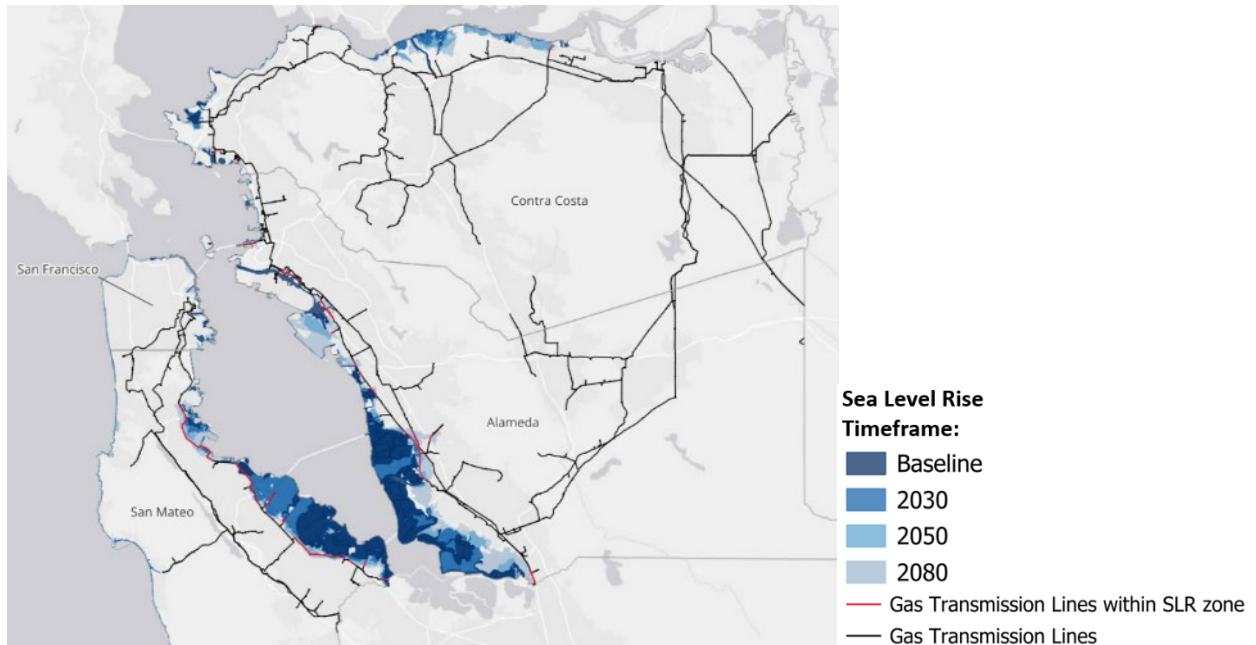 Contra Costa
San Francisco
Alameda
San Mateo
Sea Level Rise
Timeframe:
Baseline
2030
2050
2080
Gas Transmission Lines within SLR zone
Gas Transmission Lines